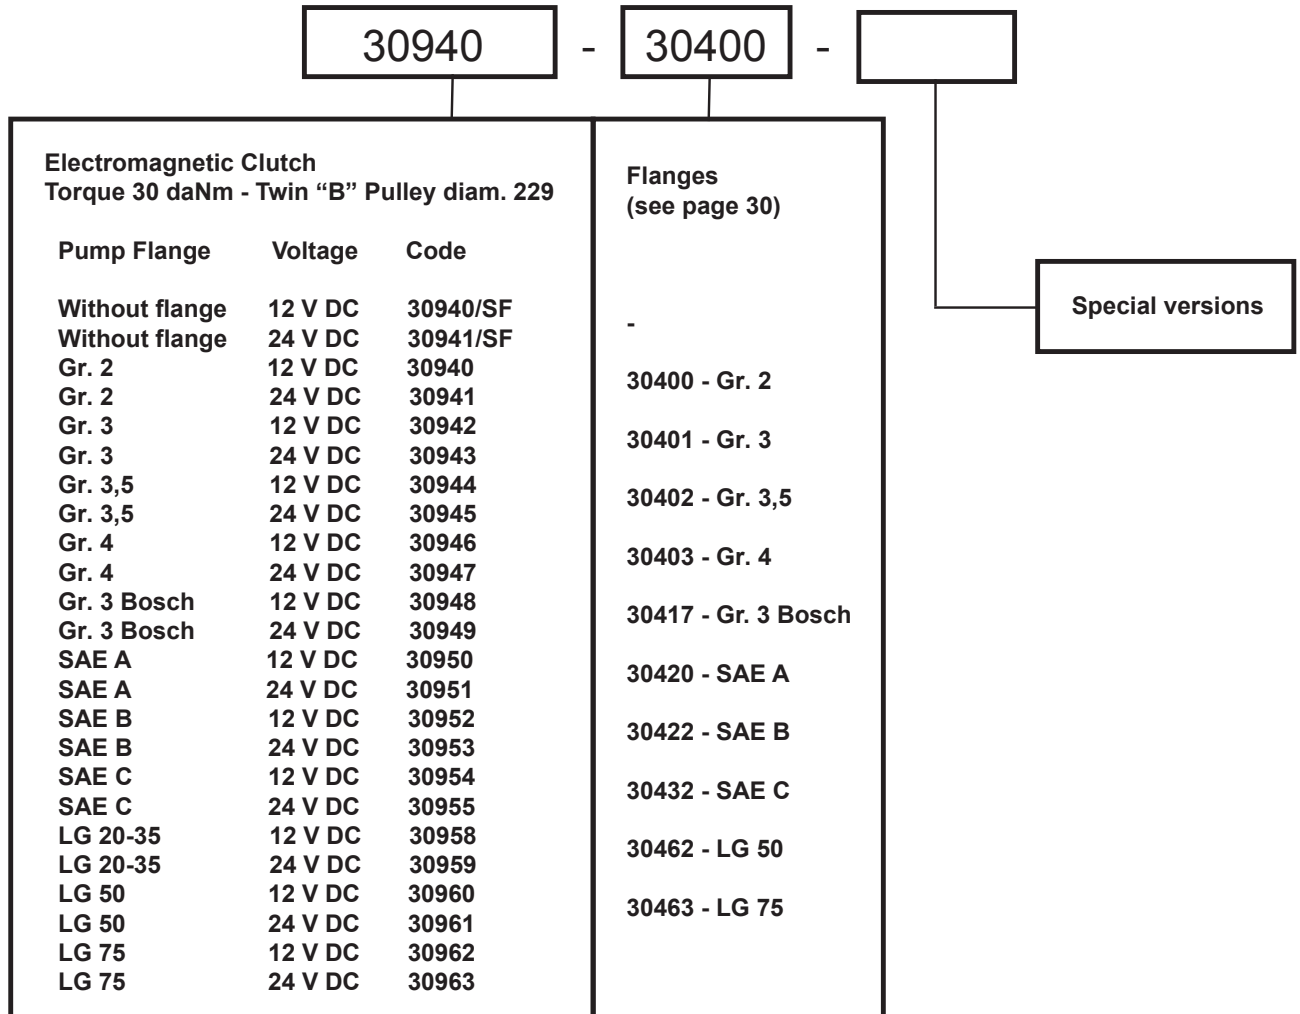 30940 - 30400 -
Electromagnetic Clutch
Torque 30 daNm - Twin “B” Pulley diam. 229
Pump Flange Voltage Code
Without flange 12 V DC 30940/SF
Without flange 24 V DC 30941/SF
Gr. 2 12 V DC 30940
Gr. 2 24 V DC 30941
Gr. 3 12 V DC 30942
Gr. 3 24 V DC 30943
Gr. 3,5 12 V DC 30944
Gr. 3,5 24 V DC 30945
Gr. 4 12 V DC 30946
Gr. 4 24 V DC 30947
Gr. 3 Bosch 12 V DC 30948
Gr. 3 Bosch 24 V DC 30949
SAE A 12 V DC 30950
SAE A 24 V DC 30951
SAE B 12 V DC 30952
SAE B 24 V DC 30953
SAE C 12 V DC 30954
SAE C 24 V DC 30955
LG 20-35 12 V DC 30958
LG 20-35 24 V DC 30959
LG 50 12 V DC 30960
LG 50 24 V DC 30961
LG 75 12 V DC 30962
LG 75 24 V DC 30963
Flanges
(see page 30)
-
30400 - Gr. 2
30401 - Gr. 3
30402 - Gr. 3,5
30403 - Gr. 4
30417 - Gr. 3 Bosch
30420 - SAE A
30422 - SAE B
30432 - SAE C
30462 - LG 50
30463 - LG 75
Special versions